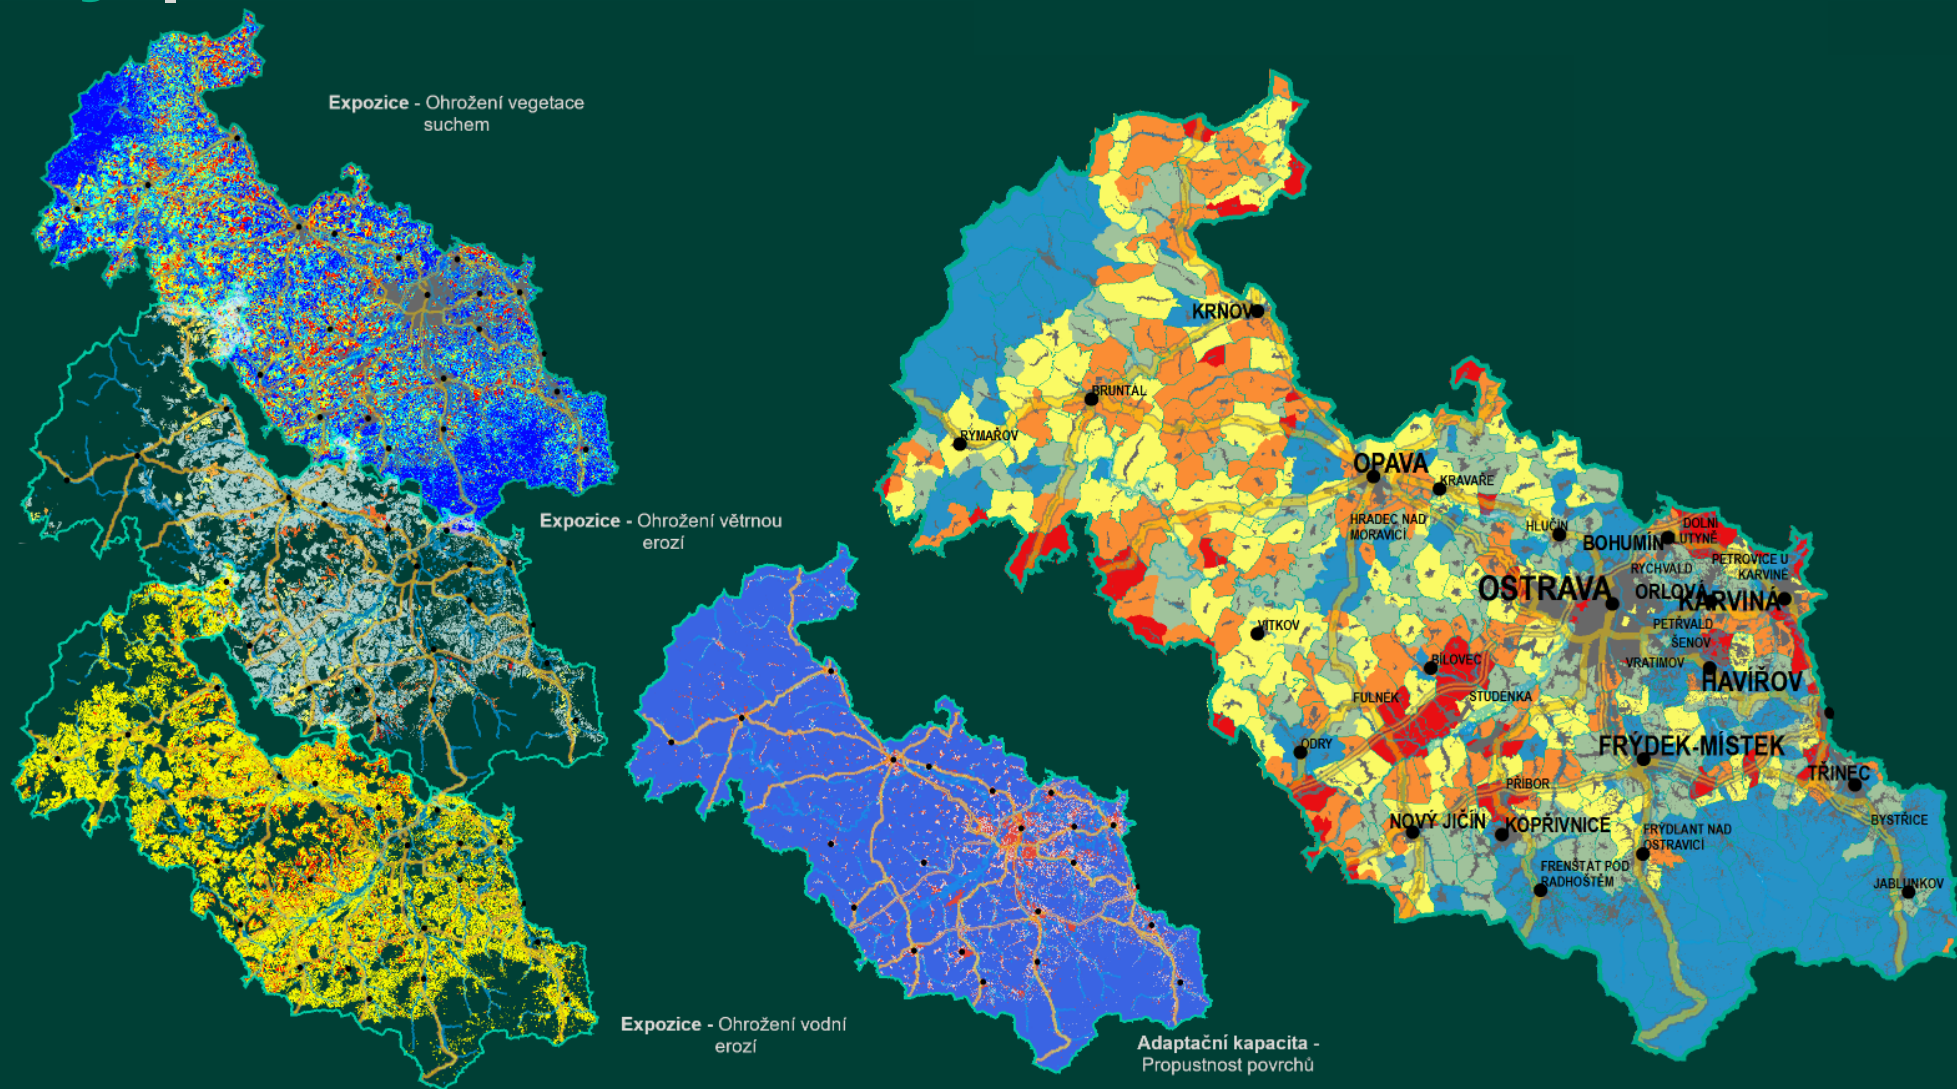 Expozice - Ohrožení vegetace
suchem
Expozice - Ohrožení větrnou
erozí
Expozice - Ohrožení vodní
erozí
Adaptační kapacita -
Propustnost povrchů
KRNOV
BRUNTÁL
RÝMAŘOV
OPAVA
KRAVAŘE
HRADEC NAD
MORAVICÍ
HLUČÍN
BOHUMÍN
DOLNÍ
LUTYNĚ
PETROVICE U
KARVINÉ
RYCHVALD
OSTRAVA
ORLOVÁ
KARVINÁ
PETŘVALD
ŠENOV
VRATIMOV
HAVÍŘOV
VÍTKOV
BÍLOVEC
FULNEK
STUDÉNKA
ODRY
FRÝDEK-MÍSTEK
TŘINEC
PŘÍBOR
NOVÝ JIČÍN
KOPŘIVNICE
FRÝDLANT NAD
OSTRAVICÍ
BYSTŘICE
FRENŠTÁT POD
RADHOŠTĚM
JABLUNKOV